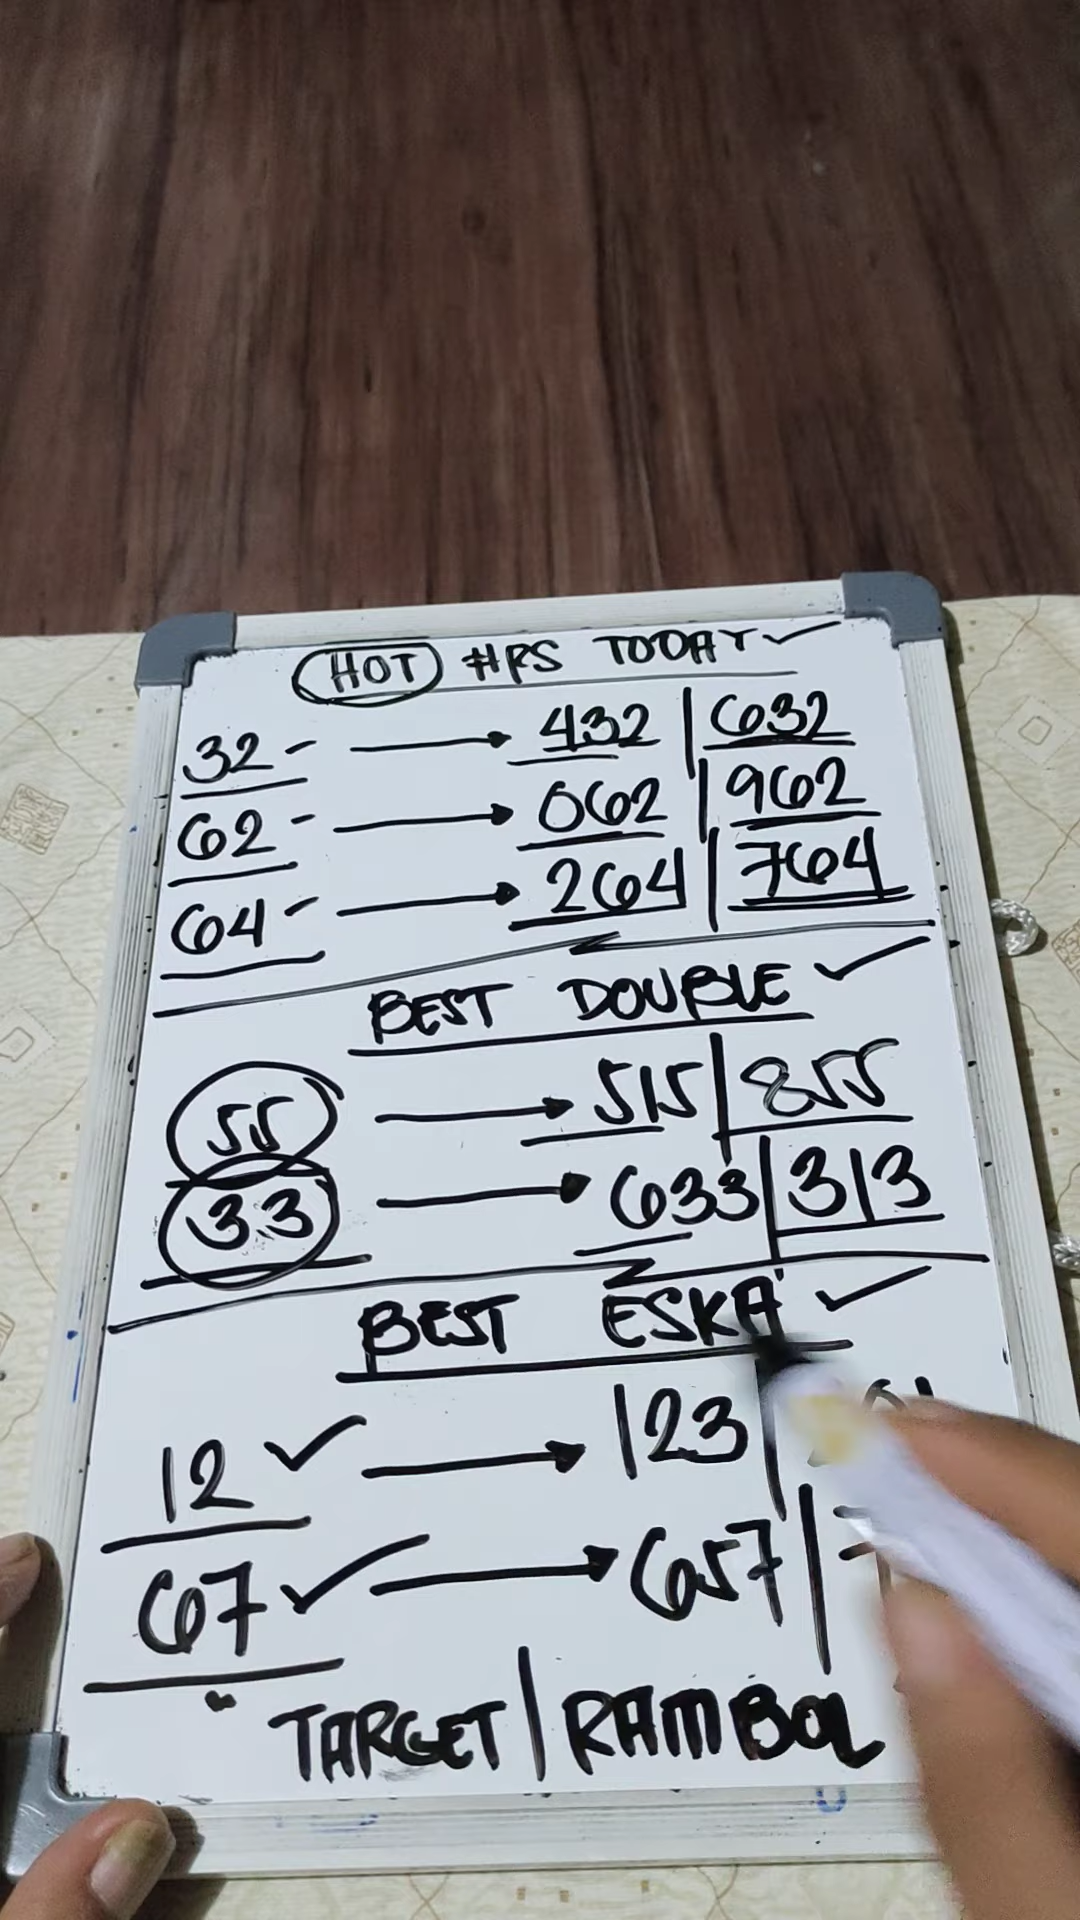 HOT #RS TODAY
32 - → 432 | 632
62 - → 062 | 962
64 - → 264 | 764
BEST DOUBLE
55 → 515 | 855
33 → 633 | 313
BEST ESKA
12 → 123 |
67 → 657 |
TARGET | RAMBOL